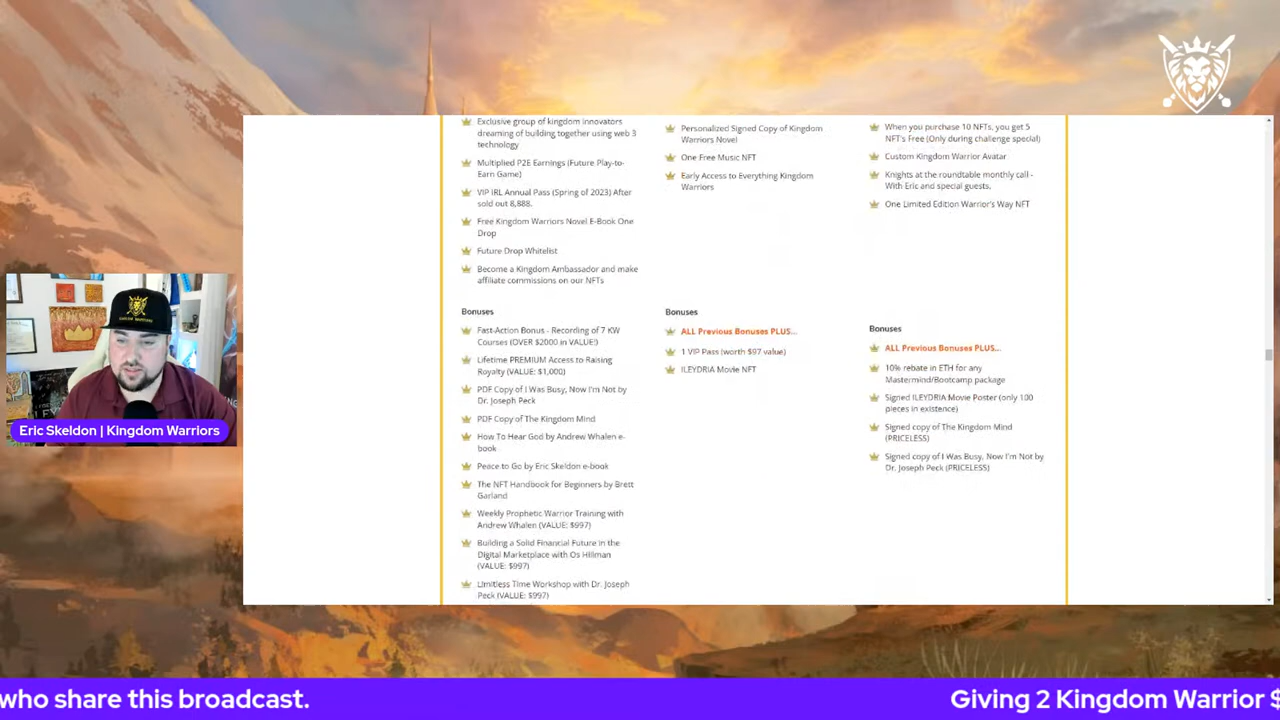 Exclusive group of kingdom innovators
dreaming of building together using web 3
technology
Multiplied P2E Earnings (Future Play-to-
Earn Game)
VIP IRL Annual Pass (Spring of 2023) After
sold out 8,888.
Free Kingdom Warriors Novel E-Book One
Drop
Future Drop Whitelist
Become a Kingdom Ambassador and make
affiliate commissions on our NFTs
Bonuses
Fast-Action Bonus - Recording of 7 KW
Courses (OVER $2000 in VALUE!)
Lifetime PREMIUM Access to Raising
Royalty (VALUE: $1,000)
PDF Copy of I Was Busy, Now I'm Not by
Dr. Joseph Peck
PDF Copy of The Kingdom Mind
How To Hear God by Andrew Whalen e-
book
Peace to Go by Eric Skeldon e-book
The NFT Handbook for Beginners by Brett
Garland
Weekly Prophetic Warrior Training with
Andrew Whalen (VALUE: $997)
Building a Solid Financial Future in the
Digital Marketplace with Os Hillman
(VALUE: $997)
Limitless Time Workshop with Dr. Joseph
Peck (VALUE: $997)
Personalized Signed Copy of Kingdom
Warriors Novel
One Free Music NFT
Early Access to Everything Kingdom
Warriors
Bonuses
ALL Previous Bonuses PLUS...
1 VIP Pass (worth $97 value)
ILEYDRIA Movie NFT
When you purchase 10 NFTs, you get 5
NFT's Free (Only during challenge special)
Custom Kingdom Warrior Avatar
Knights at the roundtable monthly call -
With Eric and special guests.
One Limited Edition Warrior's Way NFT
Bonuses
ALL Previous Bonuses PLUS...
10% rebate in ETH for any
Mastermind/Bootcamp package
Signed ILEYDRIA Movie Poster (only 100
pieces in existence)
Signed copy of The Kingdom Mind
(PRICELESS)
Signed copy of I Was Busy, Now I'm Not by
Dr. Joseph Peck (PRICELESS)
Eric Skeldon | Kingdom Warriors
who share this broadcast.
Giving 2 Kingdom Warrior $